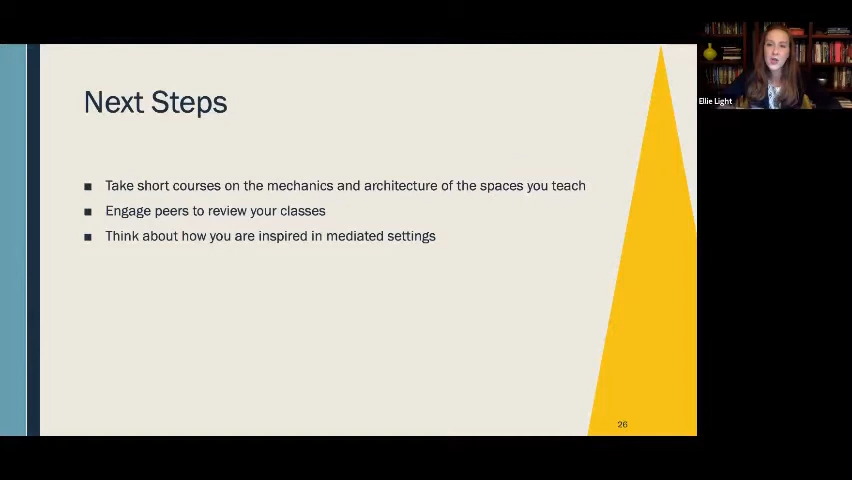 Next Steps
■ Take short courses on the mechanics and architecture of the spaces you teach
■ Engage peers to review your classes
■ Think about how you are inspired in mediated settings
26
Ellie Light